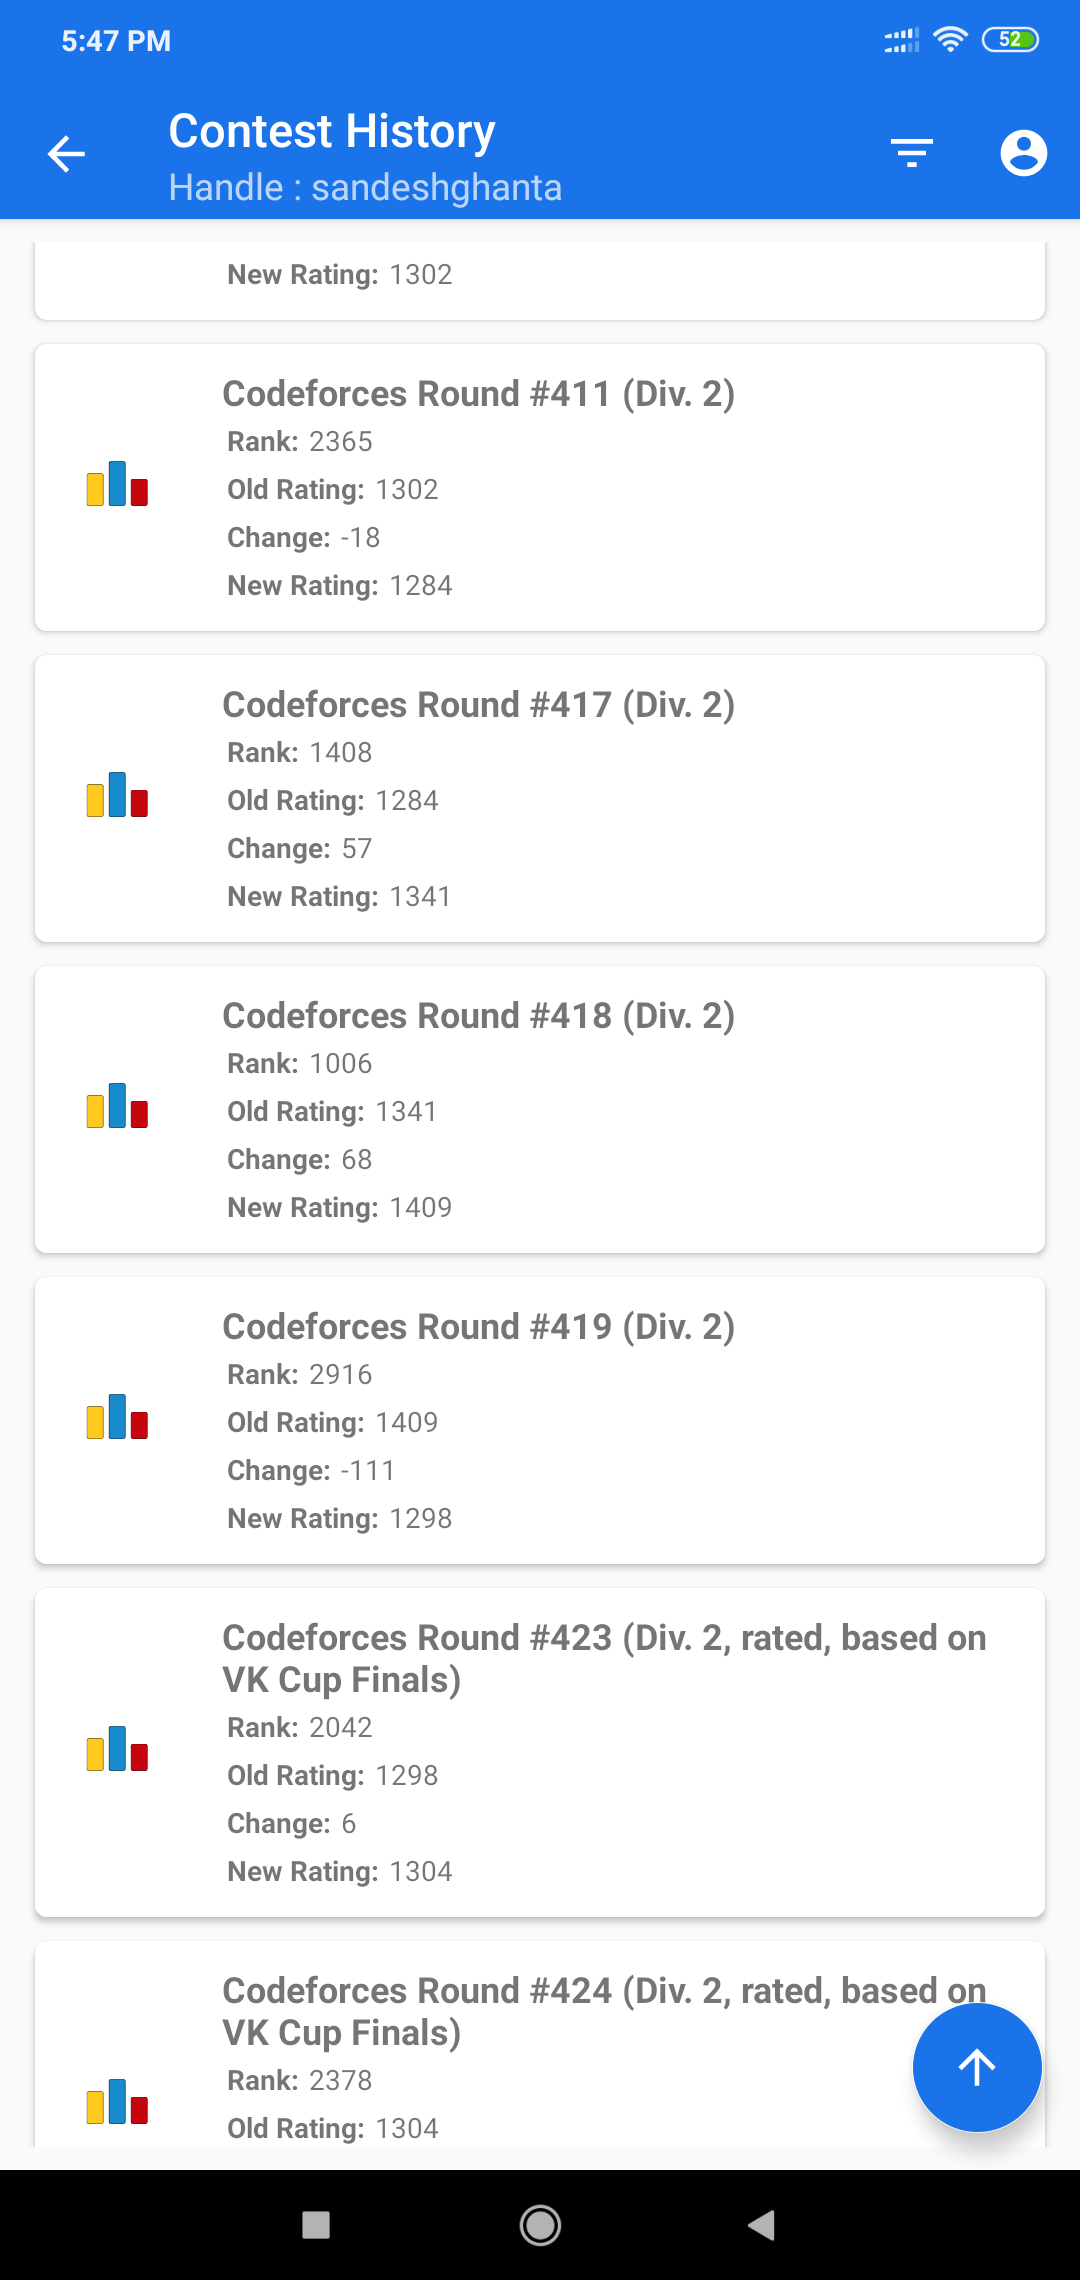 5:47 PM
52
Contest History
Handle : sandeshghanta
New Rating: 1302
Codeforces Round #411 (Div. 2)
Rank: 2365
Old Rating: 1302
Change: -18
New Rating: 1284
Codeforces Round #417 (Div. 2)
Rank: 1408
Old Rating: 1284
Change: 57
New Rating: 1341
Codeforces Round #418 (Div. 2)
Rank: 1006
Old Rating: 1341
Change: 68
New Rating: 1409
Codeforces Round #419 (Div. 2)
Rank: 2916
Old Rating: 1409
Change: -111
New Rating: 1298
Codeforces Round #423 (Div. 2, rated, based on
VK Cup Finals)
Rank: 2042
Old Rating: 1298
Change: 6
New Rating: 1304
Codeforces Round #424 (Div. 2, rated, based on
VK Cup Finals)
Rank: 2378
Old Rating: 1304